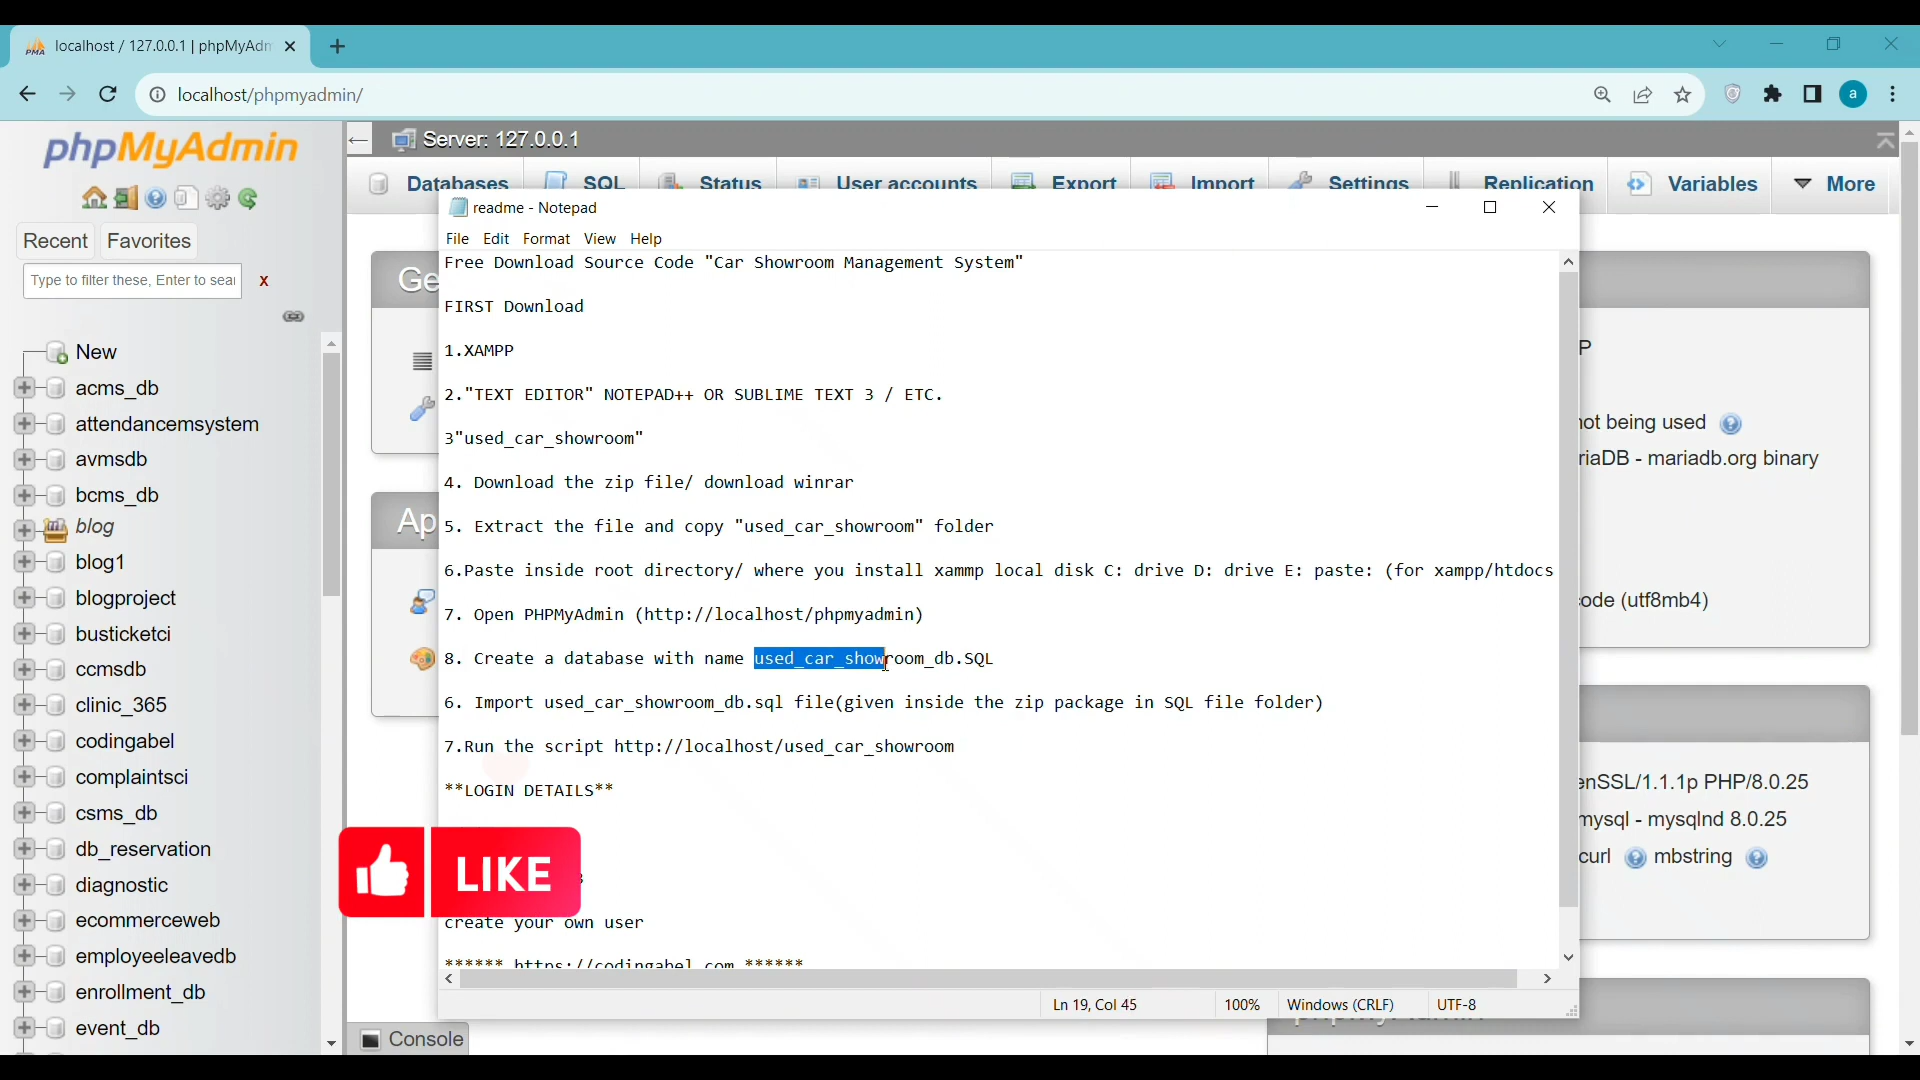 localhost / 127.0.0.1 | phpMyAdm
localhost/phpmyadmin/
a
phpMyAdmin
Server: 127.0.0.1
Databases
SQL
Status
User accounts
Export
Import
Settings
Replication
Variables
More
Recent
Favorites
Type to filter these, Enter to sear
X
New
acms_db
attendancemsystem
avmsdb
bcms_db
blog
blog1
blogproject
busticketci
ccmsdb
clinic_365
codingabel
complaintsci
csms_db
db_reservation
diagnostic
ecommerceweb
employeeleavedb
enrollment_db
event_db
Ge
Ap
readme - Notepad
File Edit Format View Help
Free Download Source Code "Car Showroom Management System"
FIRST Download
1.XAMPP
2."TEXT EDITOR" NOTEPAD++ OR SUBLIME TEXT 3 / ETC.
3"used_car_showroom"
4. Download the zip file/ download winrar
5. Extract the file and copy "used_car_showroom" folder
6.Paste inside root directory/ where you install xammp local disk C: drive D: drive E: paste: (for xampp/htdocs
7. Open PHPMyAdmin (http://localhost/phpmyadmin)
8. Create a database with name used_car_showroom_db.SQL
6. Import used_car_showroom_db.sql file(given inside the zip package in SQL file folder)
7.Run the script http://localhost/used_car_showroom
**LOGIN DETAILS**
LIKE
create your own user
****** https://codingabel.com ******
Ln 19, Col 45
100%
Windows (CRLF)
UTF-8
P
not being used
riaDB - mariadb.org binary
ode (utf8mb4)
enSSL/1.1.1p PHP/8.0.25
mysql - mysqlnd 8.0.25
curl
mbstring
Console